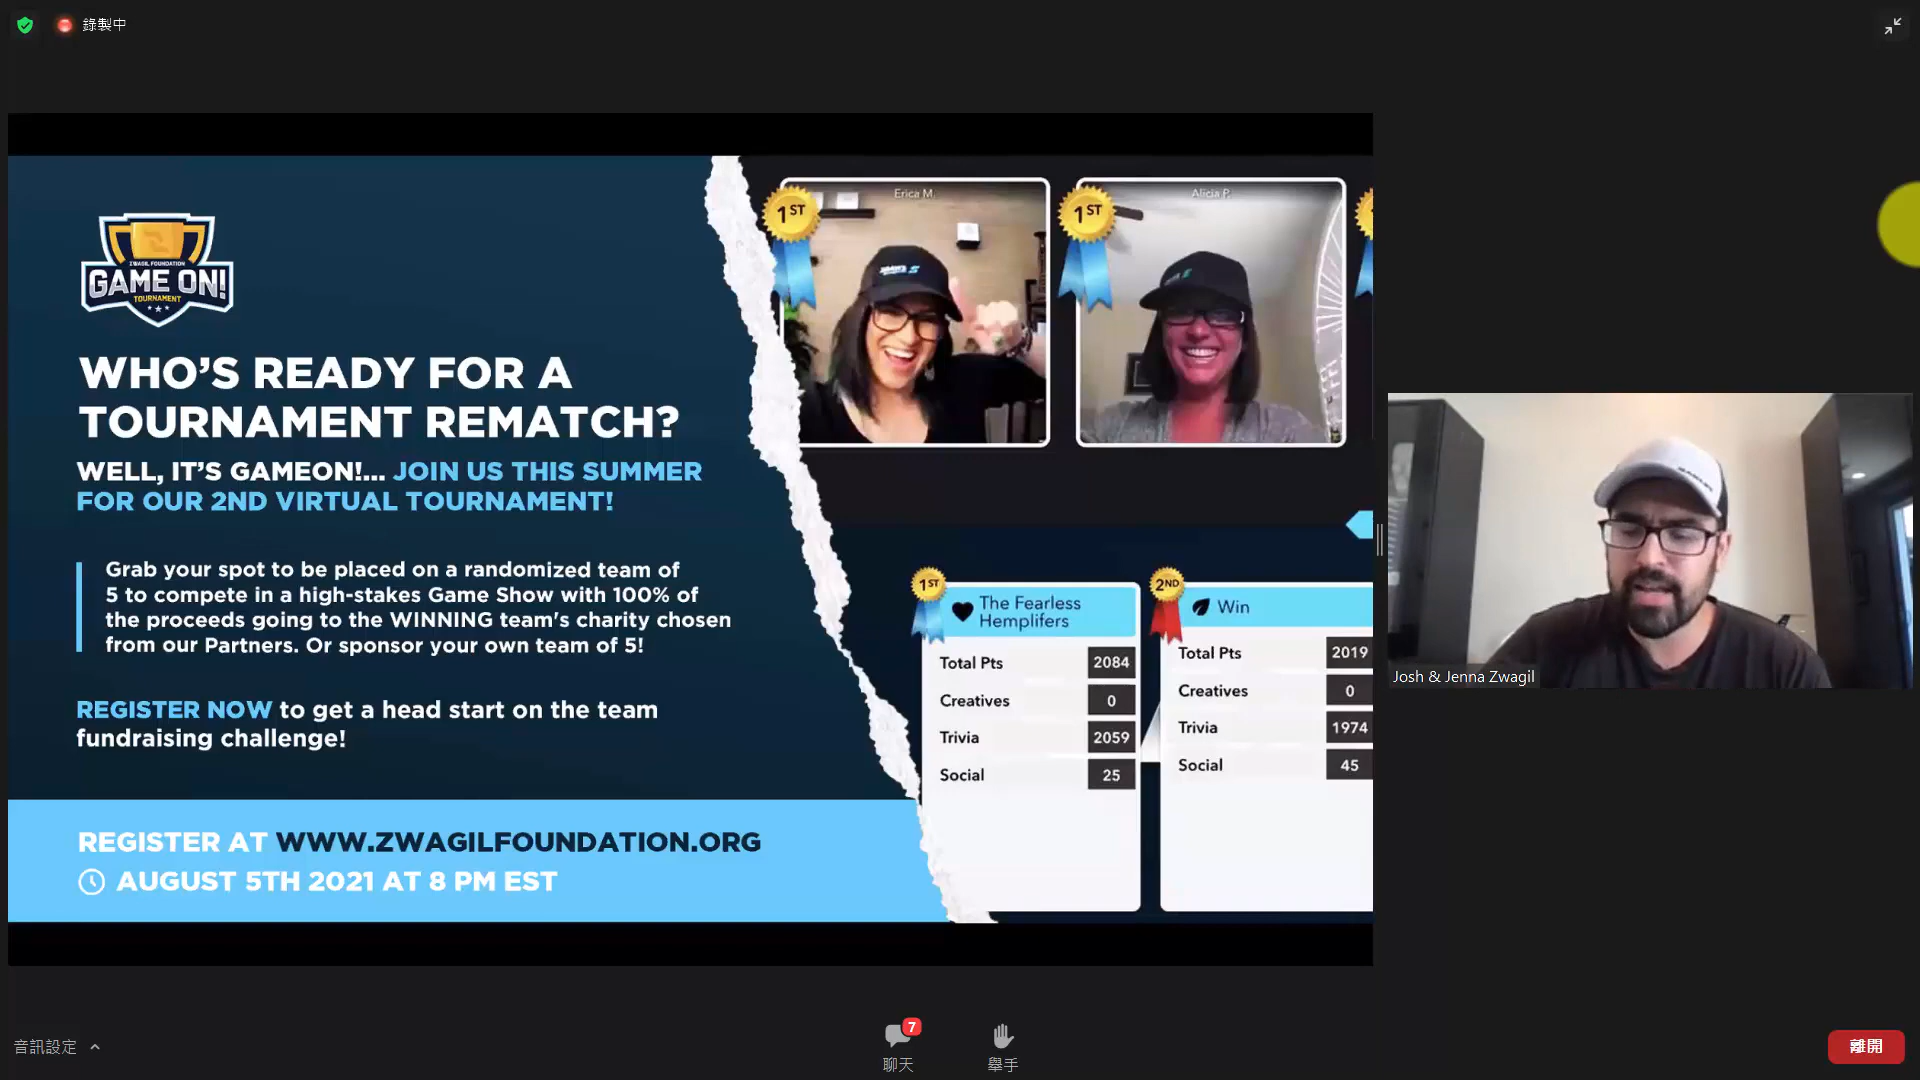 錄製中
ZWAGIL FOUNDATION
GAME ON!
TOURNAMENT
WHO'S READY FOR A
TOURNAMENT REMATCH?
WELL, IT'S GAMEON!... JOIN US THIS SUMMER
FOR OUR 2ND VIRTUAL TOURNAMENT!
Grab your spot to be placed on a randomized team of
5 to compete in a high-stakes Game Show with 100% of
the proceeds going to the WINNING team's charity chosen
from our Partners. Or sponsor your own team of 5!
REGISTER NOW to get a head start on the team
fundraising challenge!
REGISTER AT WWW.ZWAGILFOUNDATION.ORG
AUGUST 5TH 2021 AT 8 PM EST
1ST
Erica M.
1ST
Alicia P.
1ST
The Fearless
Hemplifers
Total Pts 2084
Creatives 0
Trivia 2059
Social 25
2ND
Win
Total Pts 2019
Creatives 0
Trivia 1974
Social 45
Josh & Jenna Zwagil
音訊設定
7
聊天
舉手
離開